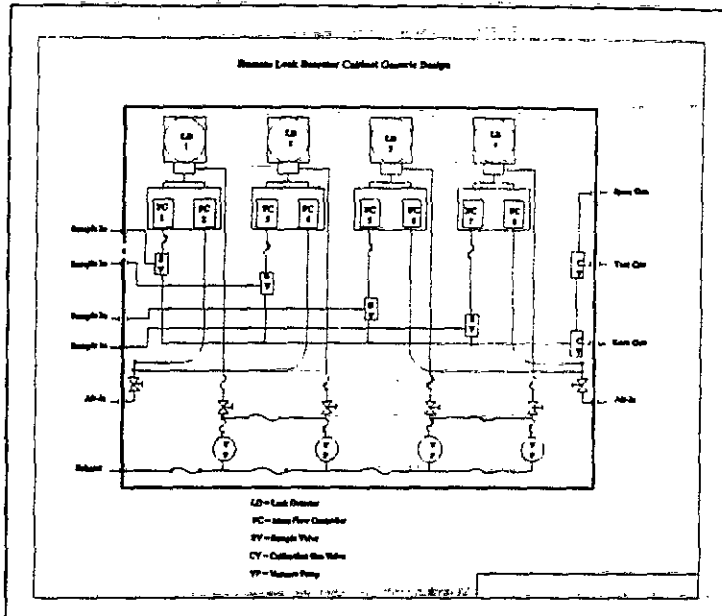 Remote Leak Detector Cabinet Generic Design
LD 1
LD 2
LD 3
LD 4
FC 1
FC 2
FC 3
FC 4
FC 5
FC 6
FC 7
FC 8
Sample In
Sample In
Sample In
Sample In
Air In
Exhaust
Span Gas
Test Gas
Zero Gas
Air In
S V
S V
S V
S V
C V
C V
V P
V P
V P
V P
LD = Leak Detector
FC = Mass Flow Controller
SV = Sample Valve
CV = Calibration Gas Valve
VP = Vacuum Pump